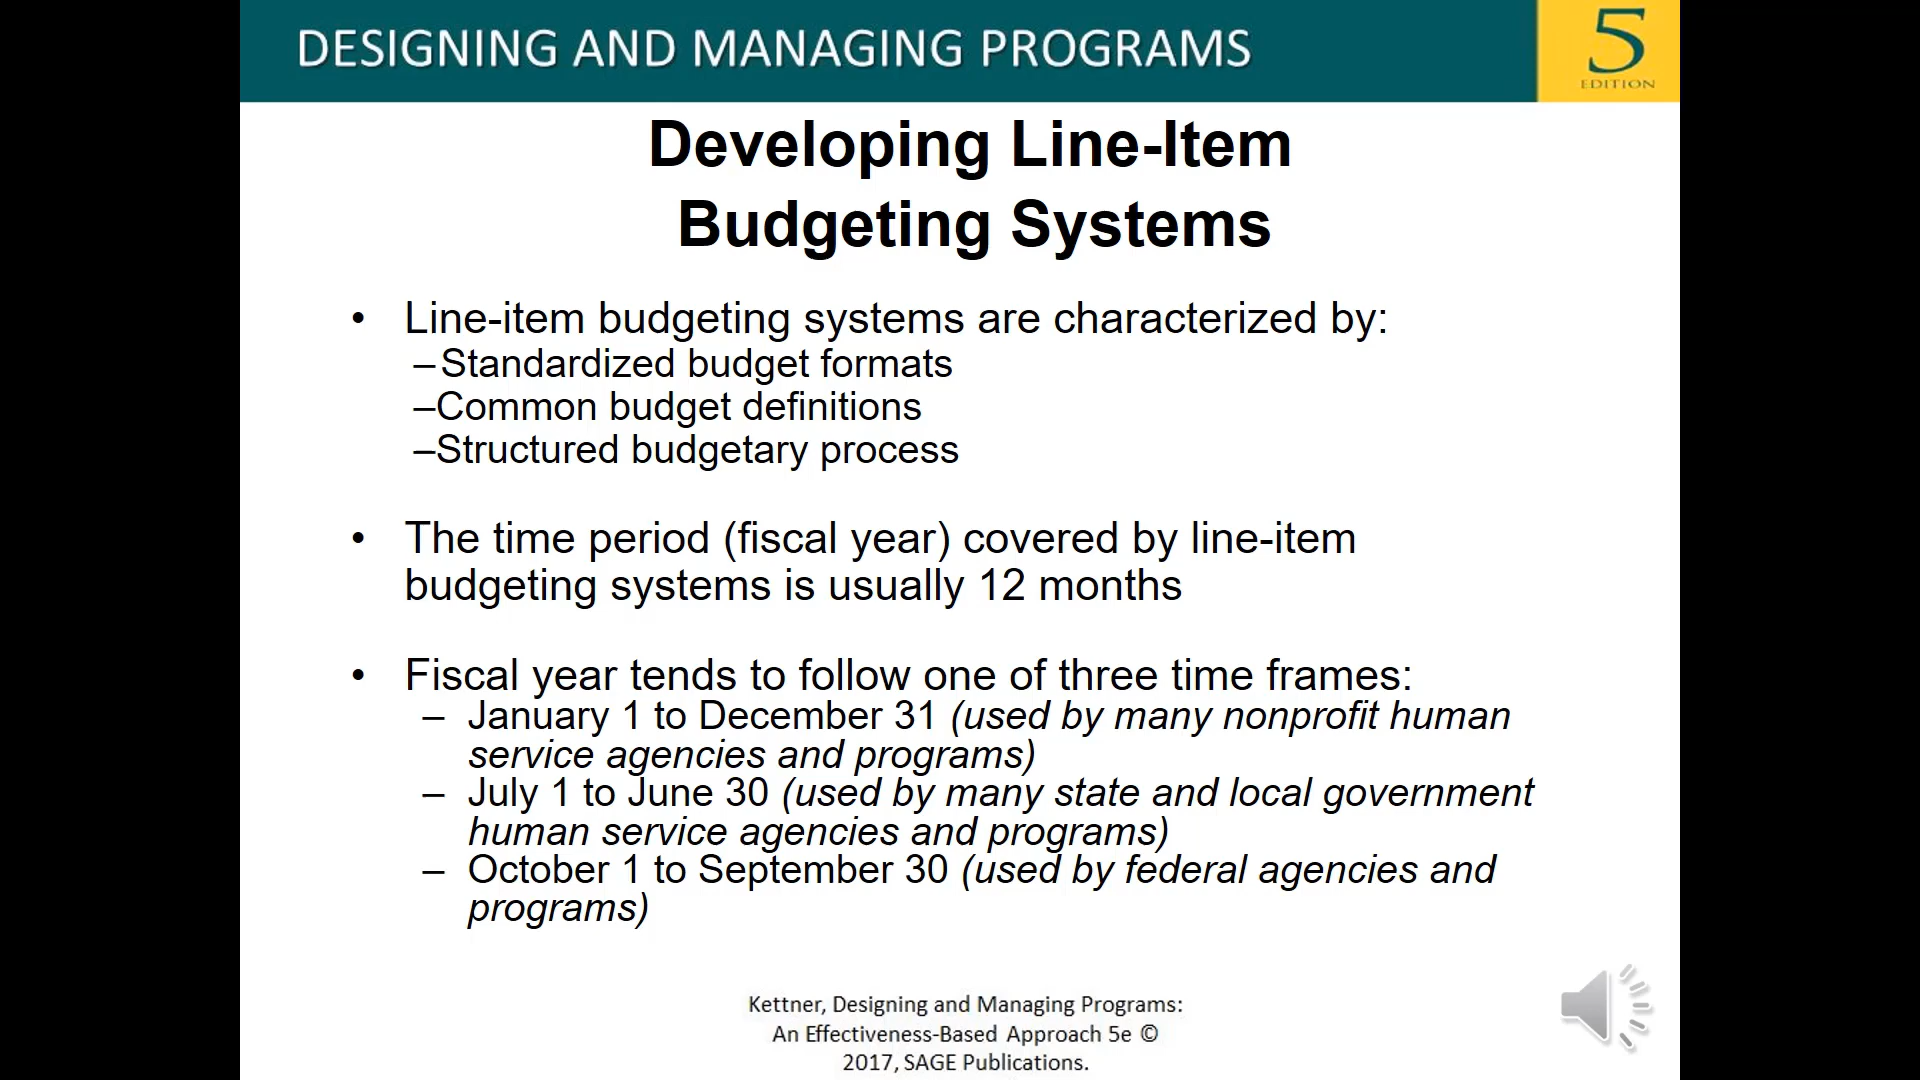 DESIGNING AND MANAGING PROGRAMS
5
EDITION
Developing Line-Item
Budgeting Systems
• Line-item budgeting systems are characterized by:
–Standardized budget formats
–Common budget definitions
–Structured budgetary process
• The time period (fiscal year) covered by line-item
budgeting systems is usually 12 months
• Fiscal year tends to follow one of three time frames:
– January 1 to December 31 (used by many nonprofit human
service agencies and programs)
– July 1 to June 30 (used by many state and local government
human service agencies and programs)
– October 1 to September 30 (used by federal agencies and
programs)
Kettner, Designing and Managing Programs:
An Effectiveness-Based Approach 5e ©
2017, SAGE Publications.